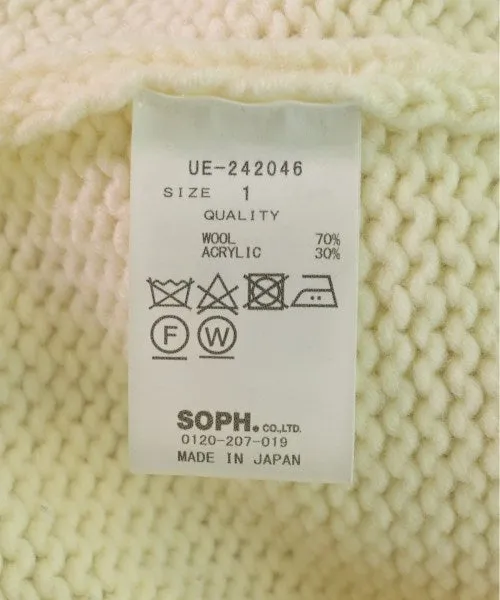 UE-242046
SIZE 1
QUALITY
WOOL 70%
ACRYLIC 30%
F W
SOPH. CO.,LTD.
0120-207-019
MADE IN JAPAN